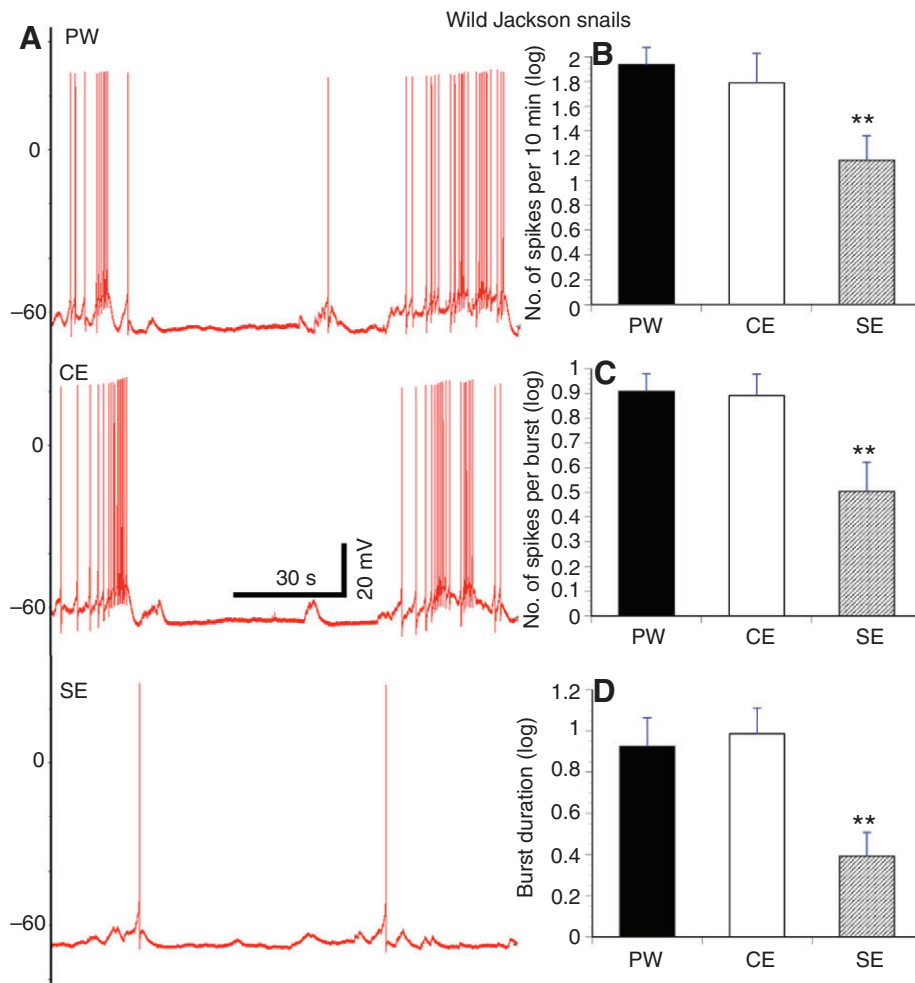 Wild Jackson snails
A
PW
0
–60
CE
0
–60
30 s
20 mV
SE
0
–60
B
No. of spikes per 10 min (log)
2
1.8
1.6
1.4
1.2
1
0.8
0.6
0.4
0.2
0
**
PW CE SE
C
No. of spikes per burst (log)
1
0.9
0.8
0.7
0.6
0.5
0.4
0.3
0.2
0.1
0
**
PW CE SE
D
Burst duration (log)
1.2
1
0.8
0.6
0.4
0.2
0
**
PW CE SE